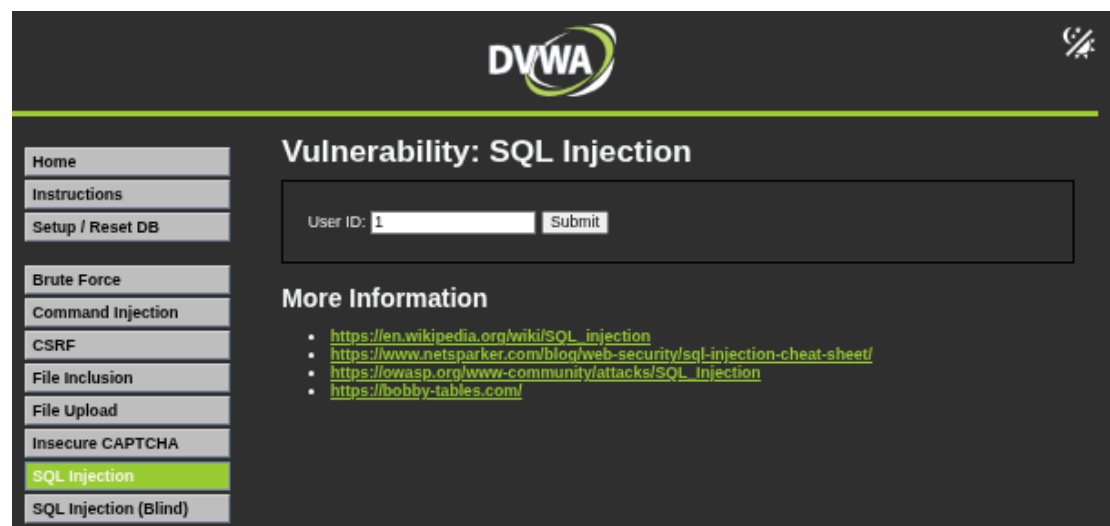 DVWA
Home
Instructions
Setup / Reset DB
Brute Force
Command Injection
CSRF
File Inclusion
File Upload
Insecure CAPTCHA
SQL Injection
SQL Injection (Blind)
Vulnerability: SQL Injection
User ID: 1 Submit
More Information
https://en.wikipedia.org/wiki/SQL_injection
https://www.netsparker.com/blog/web-security/sql-injection-cheat-sheet/
https://owasp.org/www-community/attacks/SQL_Injection
https://bobby-tables.com/